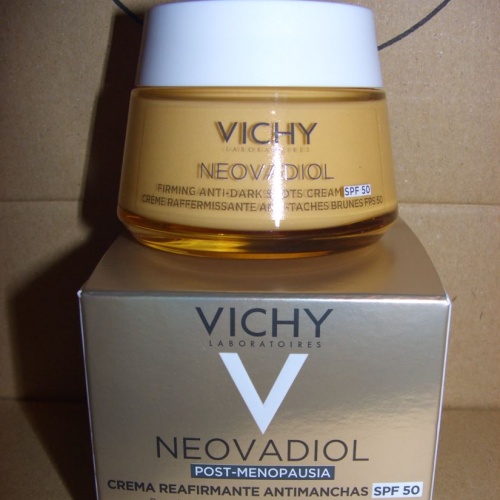 VICHY
LABORATOIRES
NEOVADIOL
FIRMING ANTI-DARK SPOTS CREAM SPF 50
CRÈME RAFFERMISSANTE ANTI-TACHES BRUNES FPS 50
VICHY
LABORATOIRES
V
NEOVADIOL
POST-MENOPAUSIA
CREMA REAFIRMANTE ANTIMANCHAS SPF 50